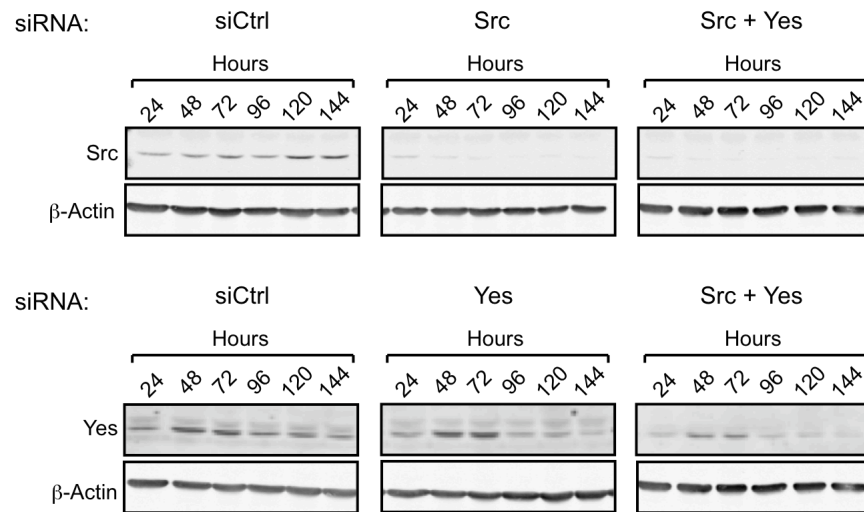 siRNA: siCtrl Src Src + Yes
Hours Hours Hours
24 48 72 96 120 144 24 48 72 96 120 144 24 48 72 96 120 144
Src
β-Actin
siRNA: siCtrl Yes Src + Yes
Hours Hours Hours
24 48 72 96 120 144 24 48 72 96 120 144 24 48 72 96 120 144
Yes
β-Actin